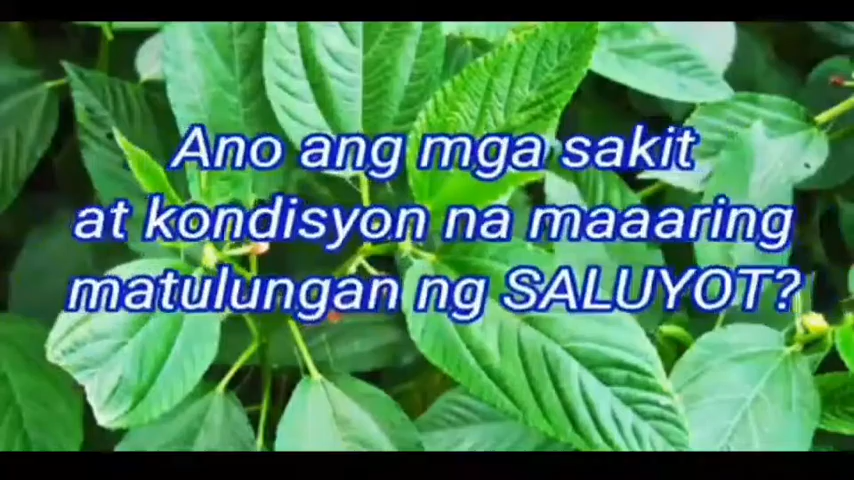 Ano ang mga sakit
at kondisyon na maaaring
matulungan ng SALUYOT?